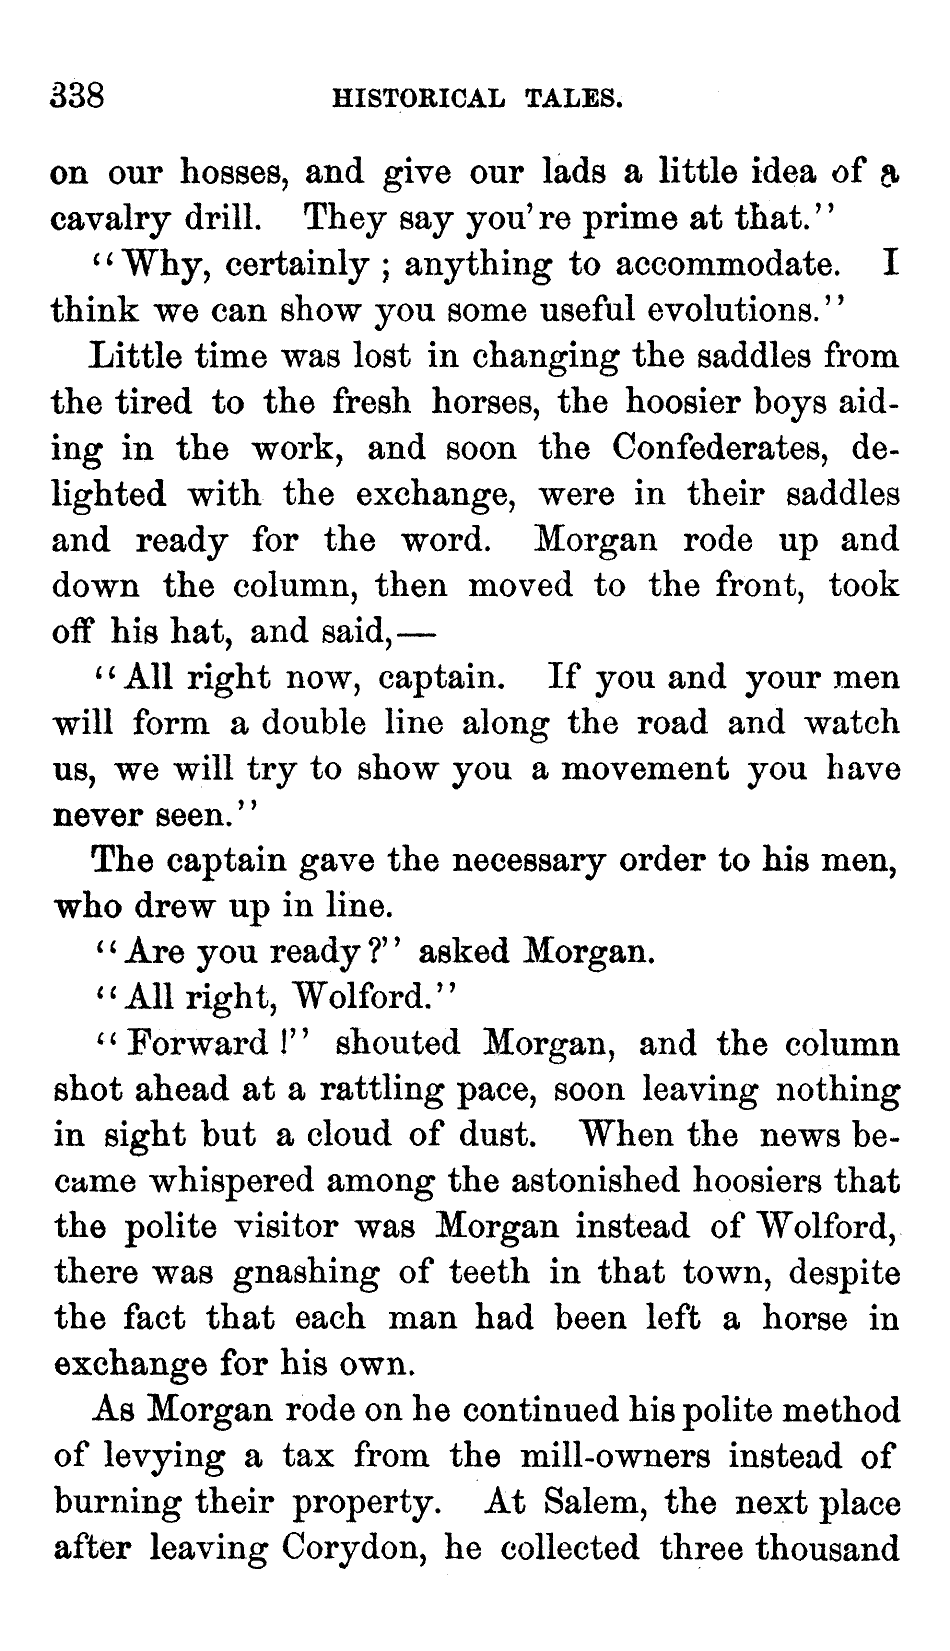 338 HISTORICAL TALES.
on our hosses, and give our lads a little idea of a
cavalry drill. They say you're prime at that."
"Why, certainly; anything to accommodate. I
think we can show you some useful evolutions."
Little time was lost in changing the saddles from
the tired to the fresh horses, the hoosier boys aid-
ing in the work, and soon the Confederates, de-
lighted with the exchange, were in their saddles
and ready for the word. Morgan rode up and
down the column, then moved to the front, took
off his hat, and said,—
"All right now, captain. If you and your men
will form a double line along the road and watch
us, we will try to show you a movement you have
never seen."
The captain gave the necessary order to his men,
who drew up in line.
"Are you ready?" asked Morgan.
"All right, Wolford."
"Forward!" shouted Morgan, and the column
shot ahead at a rattling pace, soon leaving nothing
in sight but a cloud of dust. When the news be-
came whispered among the astonished hoosiers that
the polite visitor was Morgan instead of Wolford,
there was gnashing of teeth in that town, despite
the fact that each man had been left a horse in
exchange for his own.
As Morgan rode on he continued his polite method
of levying a tax from the mill-owners instead of
burning their property. At Salem, the next place
after leaving Corydon, he collected three thousand